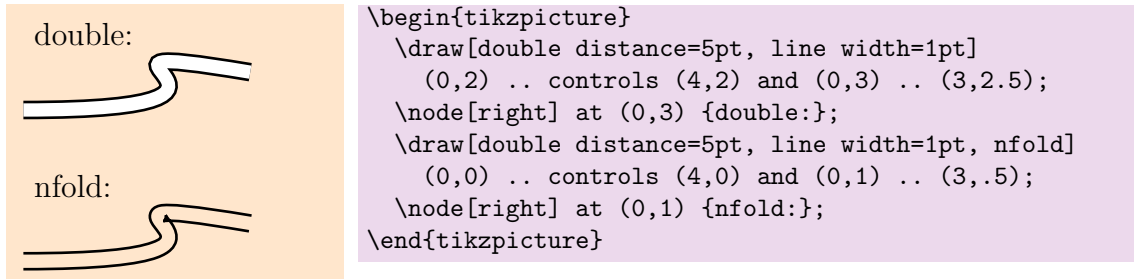 double:
nfold:
\begin{tikzpicture}
  \draw[double distance=5pt, line width=1pt]
    (0,2) .. controls (4,2) and (0,3) .. (3,2.5);
  \node[right] at (0,3) {double:};
  \draw[double distance=5pt, line width=1pt, nfold]
    (0,0) .. controls (4,0) and (0,1) .. (3,.5);
  \node[right] at (0,1) {nfold:};
\end{tikzpicture}